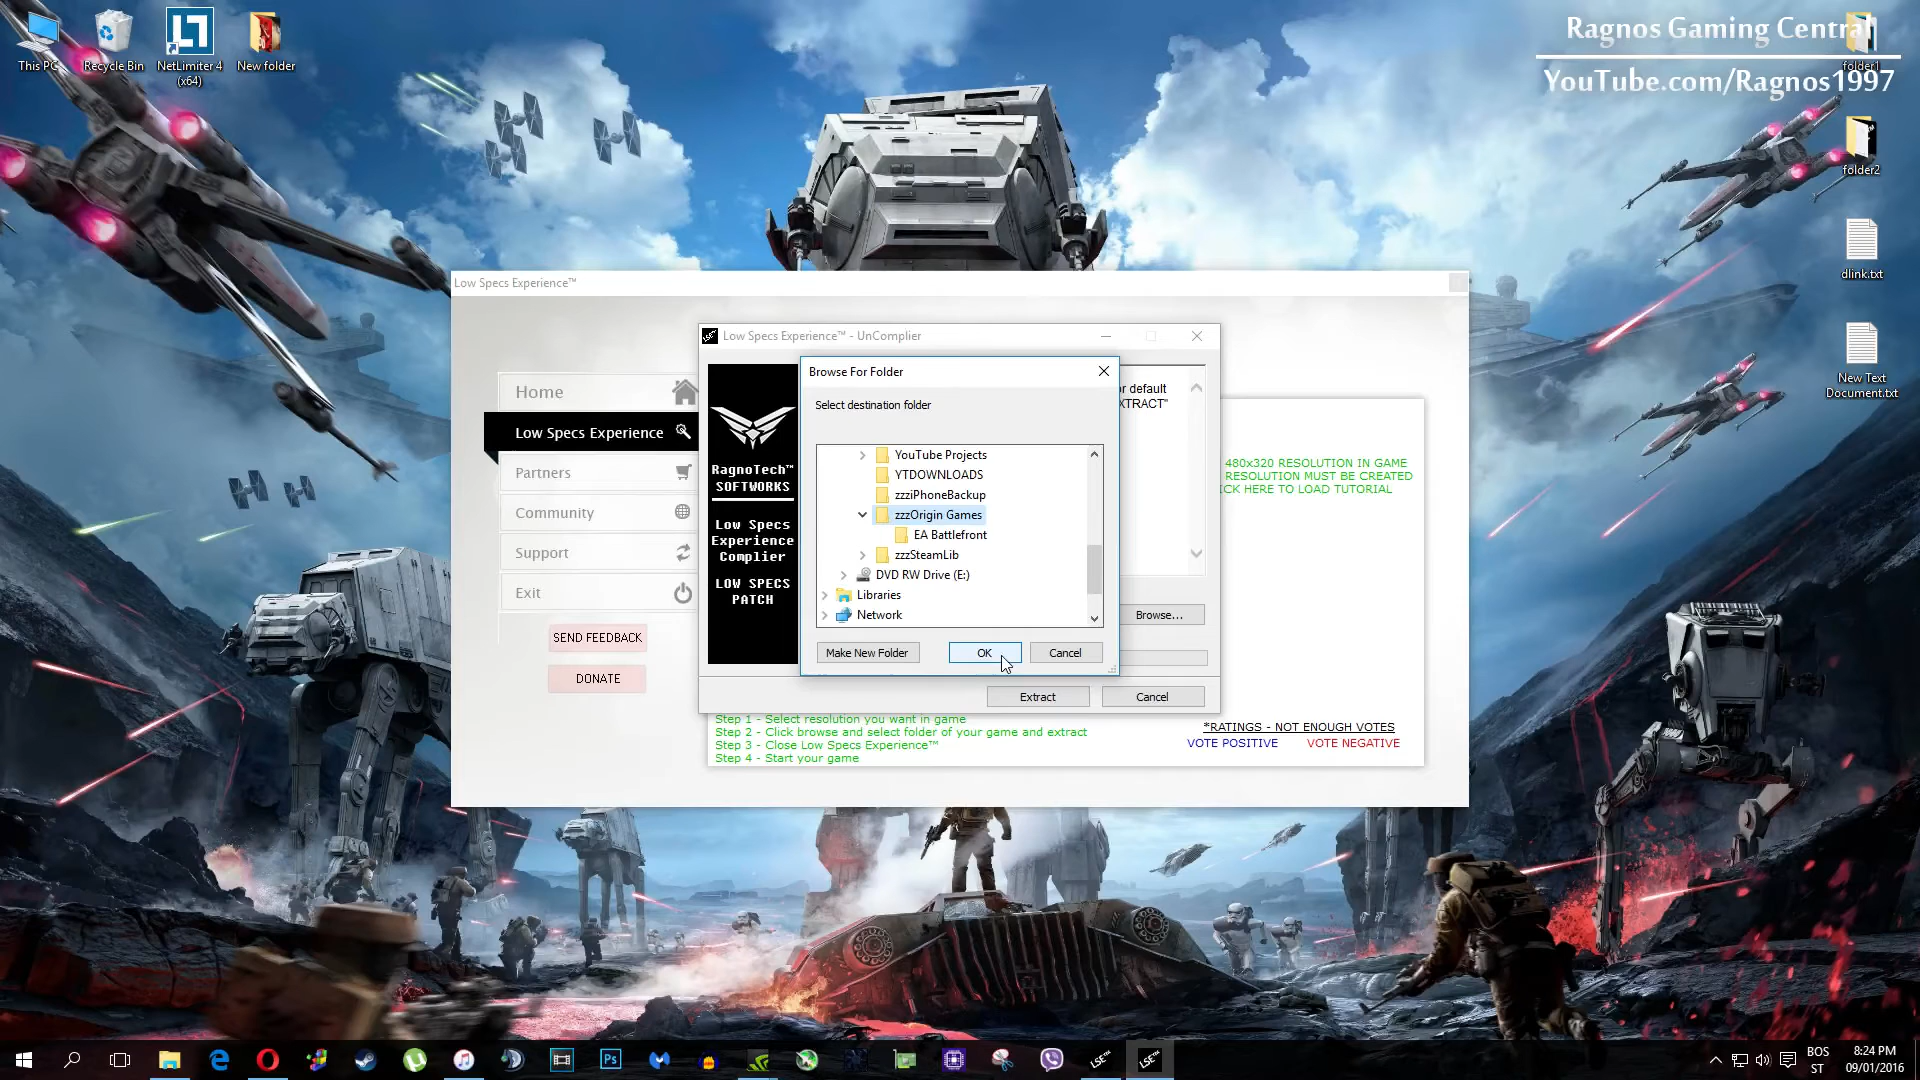 This PC
Recycle Bin
NetLimiter 4
(x64)
New folder
Ragnos Gaming Central
YouTube.com/Ragnos1997
folder1
folder2
dlink.txt
New Text
Document.txt
Low Specs Experience™
Home
Low Specs Experience
Partners
Community
Support
Exit
SEND FEEDBACK
DONATE
Low Specs Experience™ - UnComplier
RagnoTech™
SOFTWORKS
Low Specs
Experience
Complier
LOW SPECS
PATCH
Browse For Folder
Select destination folder
YouTube Projects
YTDOWNLOADS
zzziPhoneBackup
zzzOrigin Games
EA Battlefront
zzzSteamLib
DVD RW Drive (E:)
Libraries
Network
Make New Folder
OK
Cancel
default
XTRACT"
Browse...
Extract
Cancel
480x320 RESOLUTION IN GAME
RESOLUTION MUST BE CREATED
ICK HERE TO LOAD TUTORIAL
Step 1 - Select resolution you want in game
Step 2 - Click browse and select folder of your game and extract
Step 3 - Close Low Specs Experience™
Step 4 - Start your game
*RATINGS - NOT ENOUGH VOTES
VOTE POSITIVE
VOTE NEGATIVE
Ps
LSE™
LSE™
BOS
ST
8:24 PM
09/01/2016